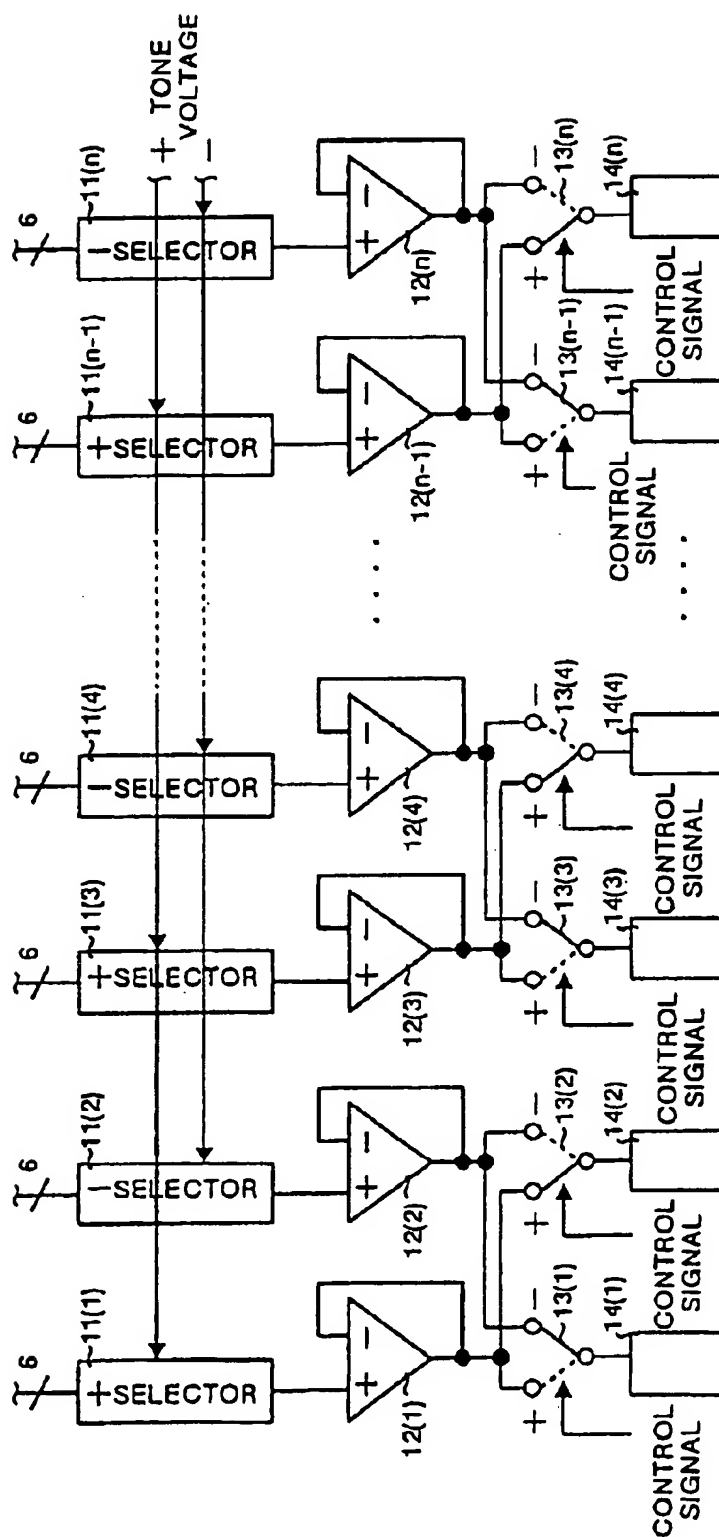 6 6 6 6 6 6
11(1) 11(2) 11(3) 11(4) 11(n-1) 11(n)
+SELECTOR −SELECTOR +SELECTOR −SELECTOR +SELECTOR −SELECTOR
+ TONE
− VOLTAGE
− − − − − −
+ + + + + +
12(1) 12(2) 12(3) 12(4) . . . . . 12(n-1) 12(n)
+ − + − + − + − + − + −
13(1) 13(2) 13(3) 13(4) 13(n-1) 13(n)
14(1) 14(2) 14(3) 14(4) . . . . 14(n-1) 14(n)
CONTROL
SIGNAL
CONTROL
SIGNAL
CONTROL
SIGNAL
CONTROL
SIGNAL
CONTROL
SIGNAL
CONTROL
SIGNAL